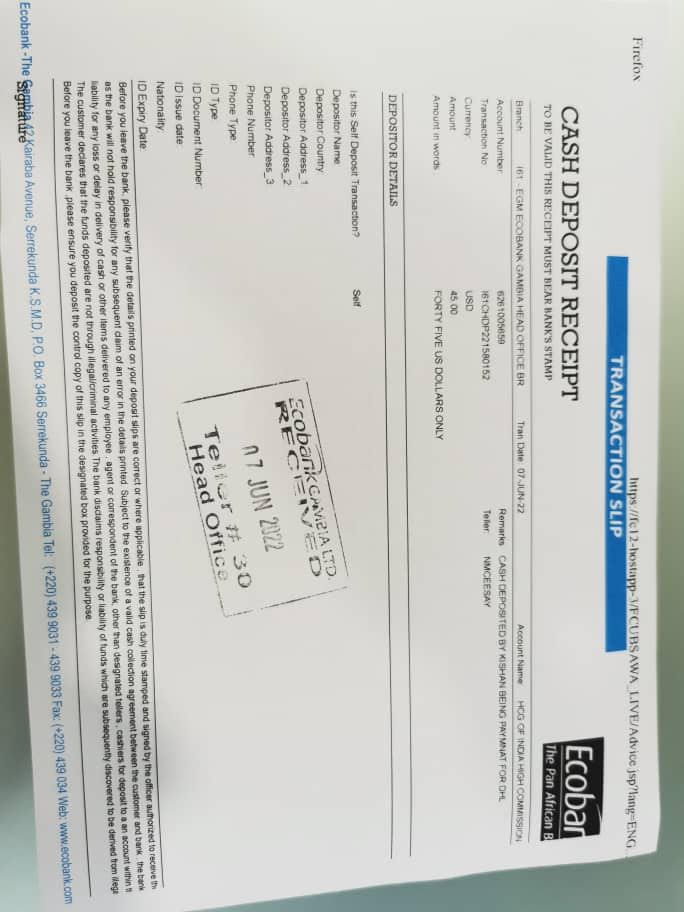 Firefox https://fc12-hostapp-3/FCUBSAWA_LIVE/Advice.jsp?lang=ENG...
TRANSACTION SLIP
Ecoban
The Pan African B
CASH DEPOSIT RECEIPT
TO BE VALID THIS RECEIPT MUST BEAR BANK'S STAMP
Branch 161 - EGM ECOBANK GAMBIA HEAD OFFICE BR Tran Date 07-JUN-22 Account Name: HCG OF INDIA HIGH COMMISSION
Account Number: 6261005659 Remarks CASH DEPOSITED BY KISHAN BEING PAYMNAT FOR DHL
Transaction No 161CHDP221580152 Teller: NMCEESAY
Currency USD
Amount 45.00
Amount in words FORTY FIVE US DOLLARS ONLY
DEPOSITOR DETAILS
Is this Self Deposit Transaction? Self
Depositor Name
Depositor Country
Depositor Address_1
Depositor Address_2
Depositor Address_3
Phone Number
Phone Type
ID Type
ID Document Number:
ID Issue date
Nationality:
ID Expiry Date
Ecobank GAMBIA LTD.
RECEIVED
07 JUN 2022
Teller # 30
Head Office
Before you leave the bank, please verify that the details printed on your deposit slips are correct or where applicable, that the slip is duly time stamped and signed by the officer authorized to receive th
as the bank will not hold responsibility for any subsequent claim of an error in the details printed Subject to the existence of a valid cash collection agreement between the customer and bank, the bank
liability for any loss or delay in delivery of cash or other items delivered to any employee, agent or correspondent of the bank, other than designated tellers, cashiers for deposit to a an account within t
The customer declares that the funds deposited are not through illegal/criminal activities The bank disclaims responsibility or liability of funds which are subsequently discovered to be derived from illega
Before you leave the bank, please ensure you deposit the control copy of this slip in the designated box provided for the purpose.
Signature
Ecobank -The Gambia 42 Kairaba Avenue, Serrekunda K.S.M.D, P.O. Box 3466 Serrekunda - The Gambia Tel: (+220) 439 9031 - 439 9033 Fax: (+220) 439 034 Web: www.ecobank.com